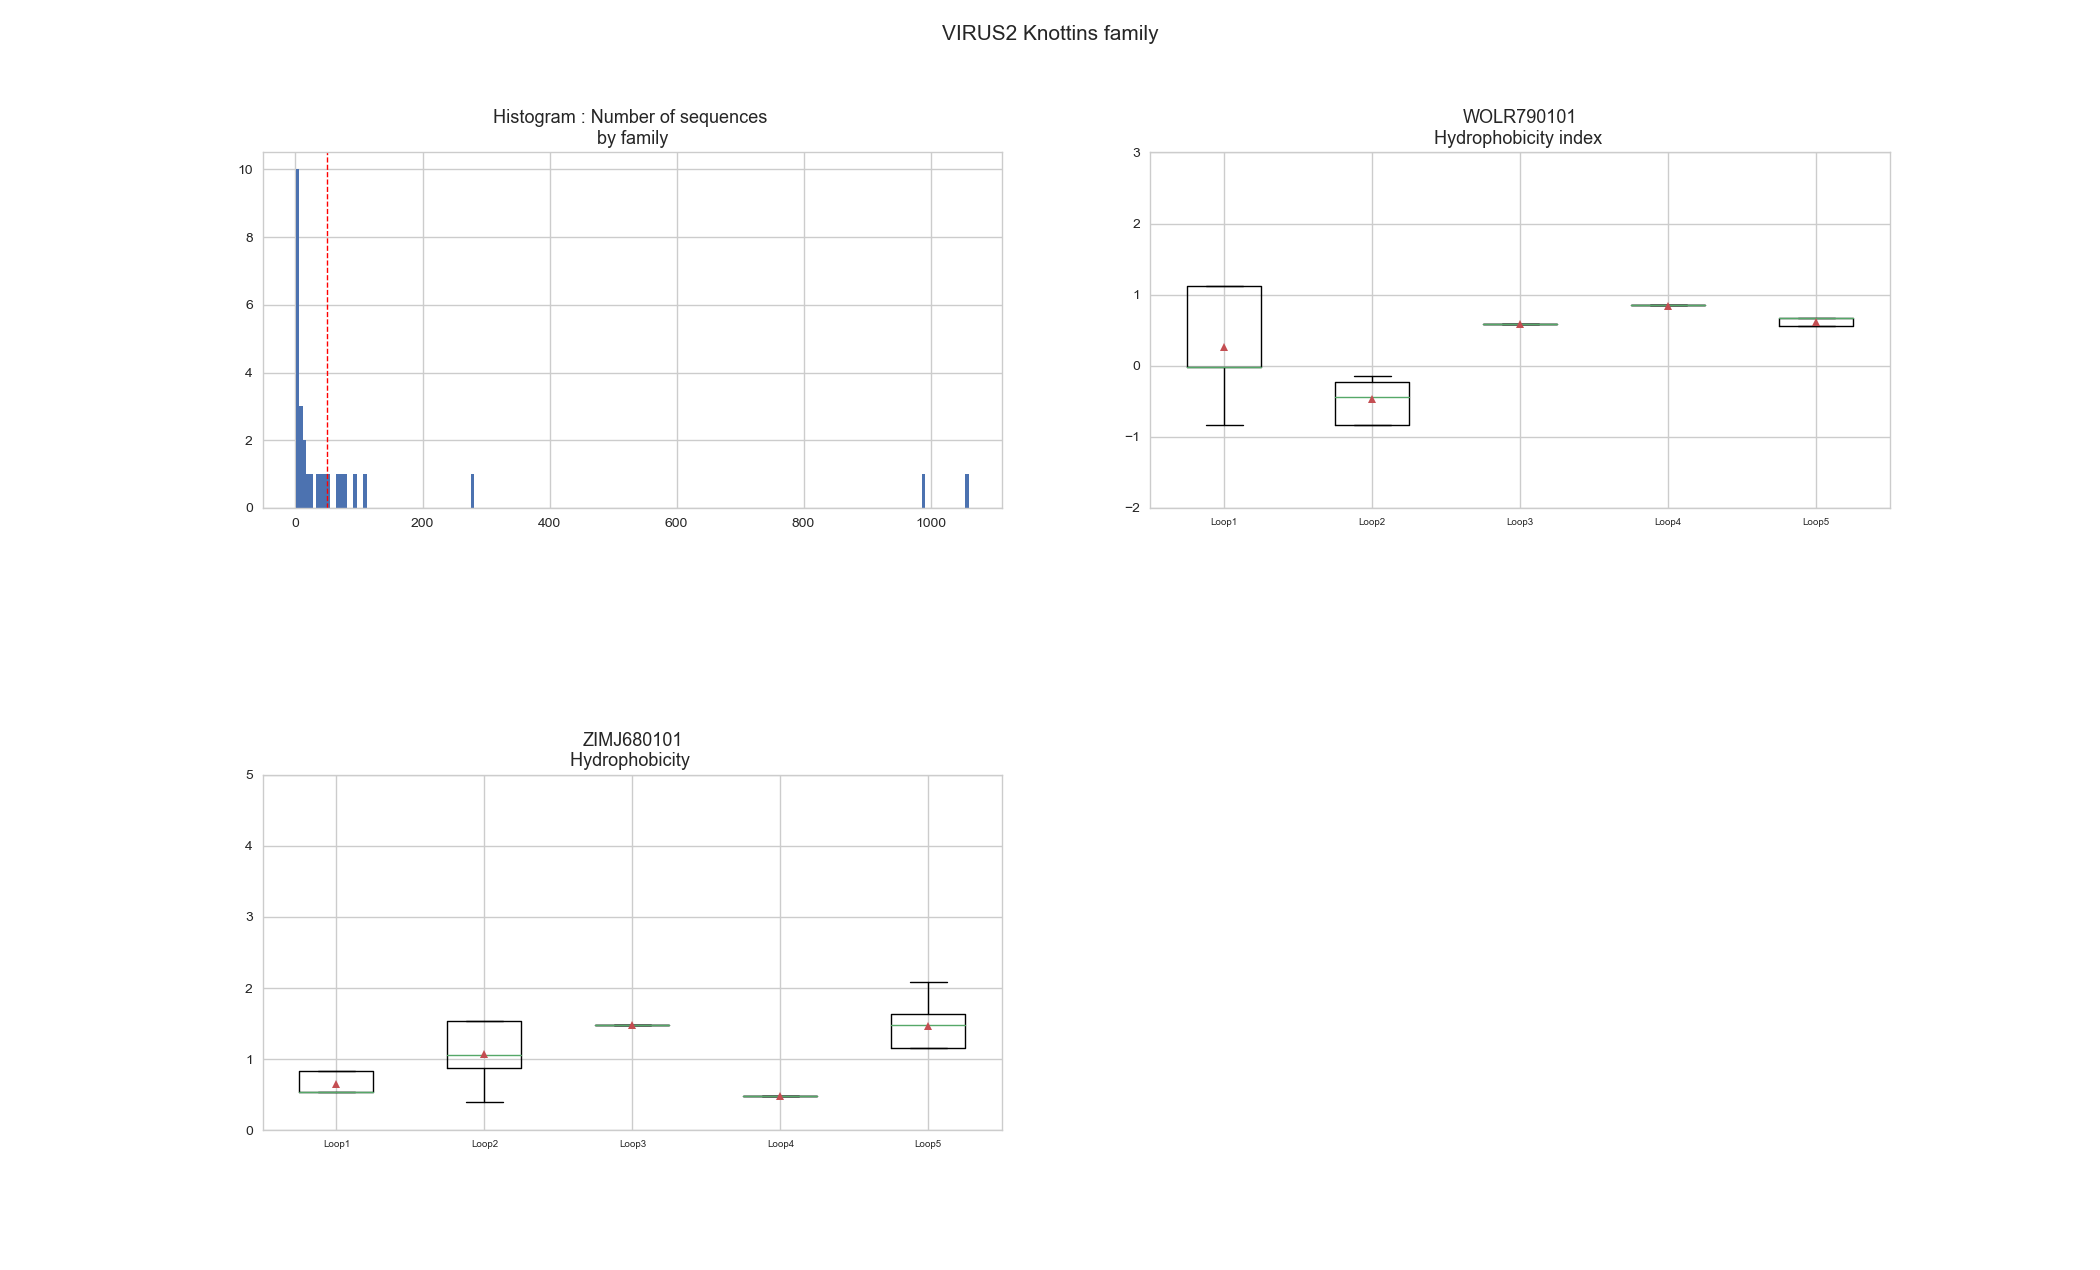 VIRUS2 Knottins family
Histogram : Number of sequences
by family
10
8
6
4
2
0
0 200 400 600 800 1000
WOLR790101
Hydrophobicity index
3
2
1
0
−1
−2
Loop1 Loop2 Loop3 Loop4 Loop5
ZIMJ680101
Hydrophobicity
5
4
3
2
1
0
Loop1 Loop2 Loop3 Loop4 Loop5